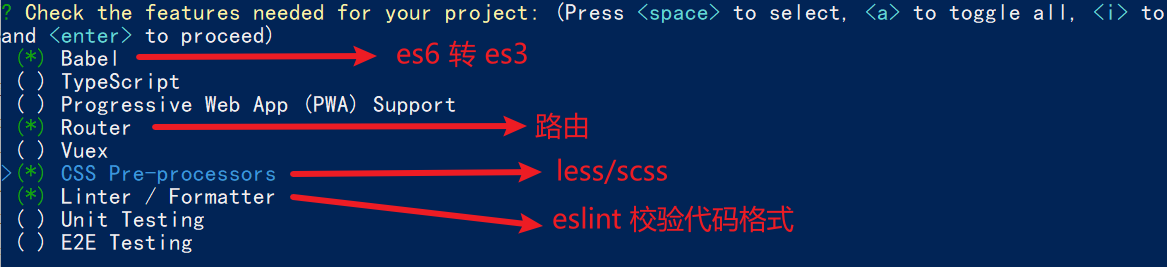 ? Check the features needed for your project: (Press <space> to select, <a> to toggle all, <i> to
and <enter> to proceed)
(*) Babel es6 转 es3
( ) TypeScript
( ) Progressive Web App (PWA) Support
(*) Router 路由
( ) Vuex
>(*) CSS Pre-processors less/scss
(*) Linter / Formatter eslint 校验代码格式
( ) Unit Testing
( ) E2E Testing